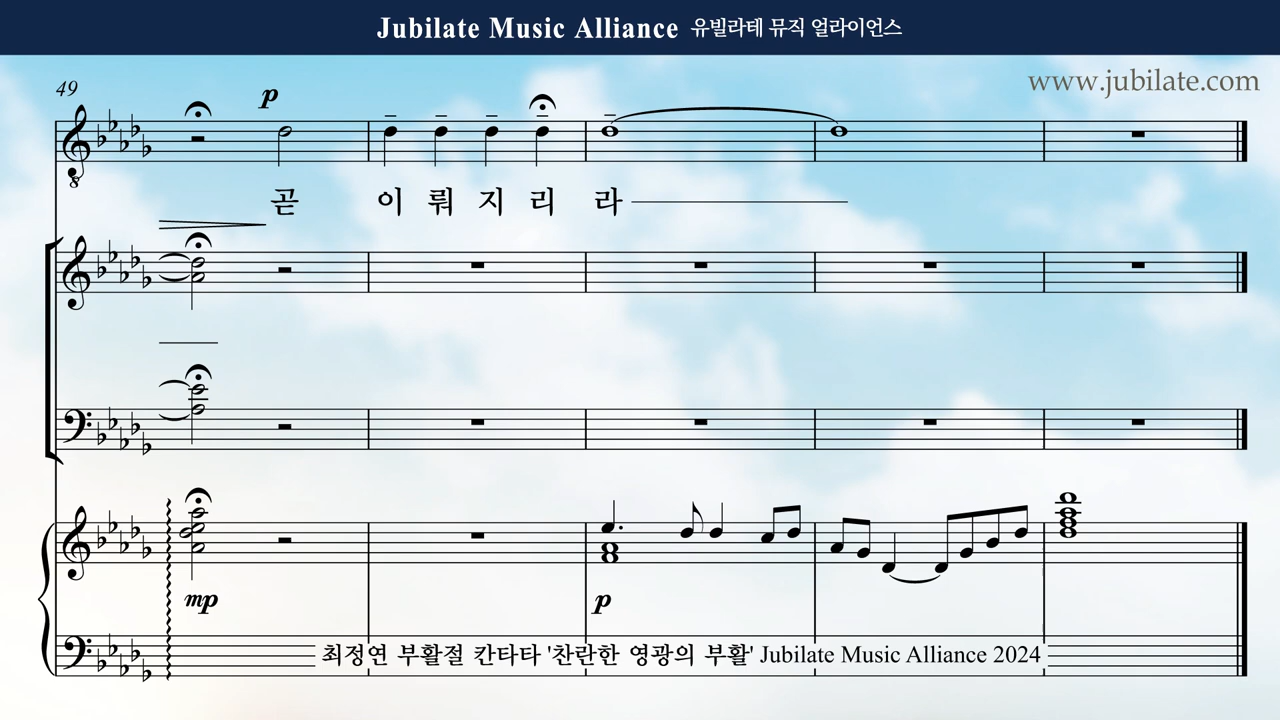 Jubilate Music Alliance 유빌라테 뮤직 얼라이언스
www.jubilate.com
49
p
곧 이 뤄 지 리 라
mp p
최정연 부활절 칸타타 '찬란한 영광의 부활' Jubilate Music Alliance 2024